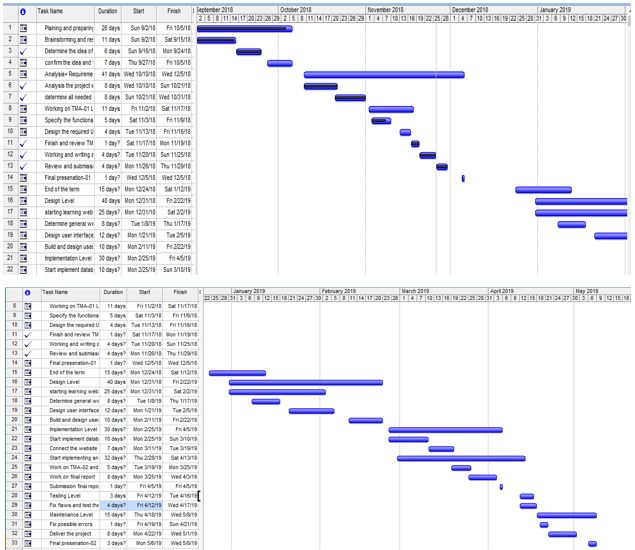 Task Name Duration Start Finish September 2018 October 2018 November 2018 December 2018 January 2019
2 5 8 11 14 17 20 23 26 29 2 5 8 11 14 17 20 23 26 29 1 4 7 10 13 16 19 22 25 28 1 4 7 10 13 16 19 22 25 28 31 3 6 9 12 15 18 21 24 27 30
1 Plaining and preparing 26 days Sun 9/2/18 Fri 10/5/18
2 Brainstorming and res 11 days Sun 9/2/18 Sat 9/15/18
3 Determine the idea of 6 days Sun 9/16/18 Mon 9/24/18
4 confirm the idea and 7 days Thu 9/27/18 Fri 10/5/18
5 Analysis+ Requireme 41 days Wed 10/10/18 Wed 12/5/18
6 Analysis the project i 8 days Wed 10/10/18 Sun 10/21/18
7 determine all needed 8 days Sun 10/21/18 Wed 10/31/18
8 Working on TMA-01 L 11 days Fri 11/2/18 Sat 11/17/18
9 Specify the functiona 5 days Sat 11/3/18 Fri 11/9/18
10 Design the required U 4 days Tue 11/13/18 Fri 11/16/18
11 Finish and review TM 1 day? Sat 11/17/18 Mon 11/19/18
12 Working and writing a 4 days? Tue 11/20/18 Sun 11/25/18
13 Review and submissi 4 days? Mon 11/26/18 Thu 11/29/18
14 Final presenation-01 1 day? Wed 12/5/18 Wed 12/5/18
15 End of the term 15 days Mon 12/24/18 Sat 1/12/19
16 Design Level 40 days Mon 12/31/18 Fri 2/22/19
17 starting learning web 25 days? Mon 12/31/18 Sat 2/2/19
18 Determine general w 5 days Tue 1/8/19 Thu 1/17/19
19 Design user interface 12 days Mon 1/21/19 Tue 2/5/19
20 Build and design user 10 days Mon 2/11/19 Fri 2/22/19
21 Implementation Level 30 days Mon 2/25/19 Fri 4/5/19
22 Start implement datab 10 days Mon 2/25/19 Sun 3/10/19
Task Name Duration Start Finish January 2019 February 2019 March 2019 April 2019 May 2019
22 25 28 31 3 6 9 12 15 18 21 24 27 30 2 5 8 11 14 17 20 23 26 1 4 7 10 13 16 19 22 25 28 31 3 6 9 12 15 18 21 24 27 30 3 6 9 12 15 18
8 Working on TMA-01 L 11 days Fri 11/2/18 Sat 11/17/18
9 Specify the functiona 5 days Sat 11/3/18 Fri 11/9/18
10 Design the required U 4 days Tue 11/13/18 Fri 11/16/18
11 Finish and review TM 1 day? Sat 11/17/18 Mon 11/19/18
12 Working and writing a 4 days? Tue 11/20/18 Sun 11/25/18
13 Review and submissi 4 days? Mon 11/26/18 Thu 11/29/18
14 Final presenation-01 1 day? Wed 12/5/18 Wed 12/5/18
15 End of the term 15 days Mon 12/24/18 Sat 1/12/19
16 Design Level 40 days Mon 12/31/18 Fri 2/22/19
17 starting learning web 25 days? Mon 12/31/18 Sat 2/2/19
18 Determine general w 5 days Tue 1/8/19 Thu 1/17/19
19 Design user interface 12 days Mon 1/21/19 Tue 2/5/19
20 Build and design user 10 days Mon 2/11/19 Fri 2/22/19
21 Implementation Level 30 days Mon 2/25/19 Fri 4/5/19
22 Start implement datab 10 days Mon 2/25/19 Sun 3/10/19
23 Connect the website 7 days Mon 3/11/19 Tue 3/19/19
24 Start implementing an 32 days Thu 2/28/19 Sat 4/13/19
25 Work on TMA-02 and 5 days Tue 3/19/19 Mon 3/25/19
26 Work on final report 8 days Mon 3/25/19 Wed 4/3/19
27 Submission final repo 1 day? Fri 4/5/19 Fri 4/5/19
28 Testing Level 3 days Fri 4/12/19 Tue 4/16/19
29 Fix flaws and test the 4 days? Fri 4/12/19 Wed 4/17/19
30 Maintenance Level 15 days Thu 4/18/19 Wed 5/8/19
31 Fix possible errors 1 day? Fri 4/19/19 Sun 4/21/19
32 Deliver the project 8 days Mon 4/22/19 Wed 5/1/19
33 Final presenation-02 3 days Mon 5/6/19 Wed 5/8/19